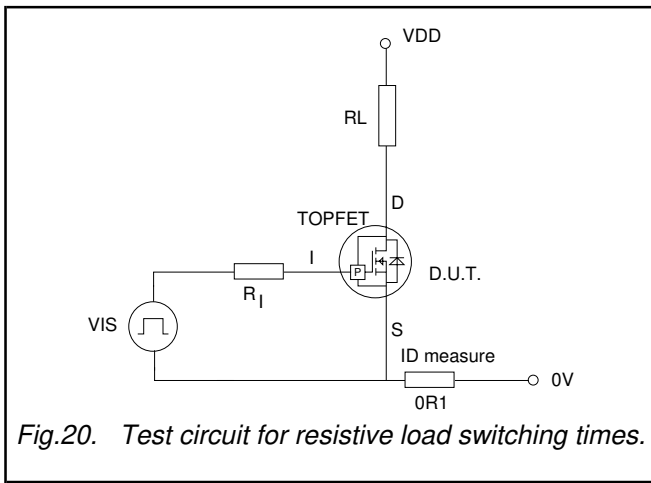 VDD
RL
D
TOPFET
I
P
D.U.T.
R I
VIS
S
ID measure
0V
0R1
Fig.20. Test circuit for resistive load switching times.